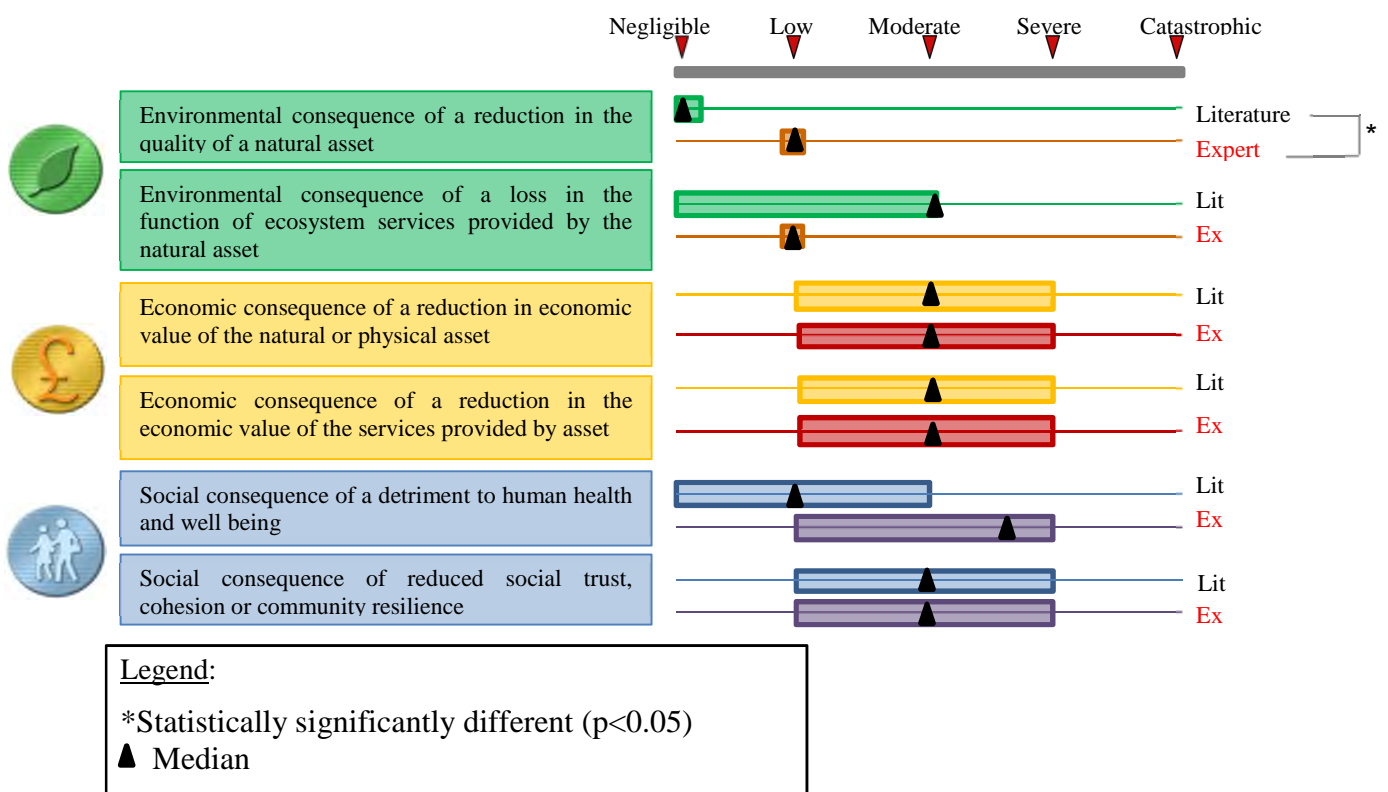 Negligible Low Moderate Severe Catastrophic
Environmental consequence of a reduction in the
quality of a natural asset
Literature
*
Expert
Environmental consequence of a loss in the
function of ecosystem services provided by the
natural asset
Lit
Ex
Economic consequence of a reduction in economic
value of the natural or physical asset
Lit
Ex
£
Economic consequence of a reduction in the
economic value of the services provided by asset
Lit
Ex
Social consequence of a detriment to human health
and well being
Lit
Ex
Social consequence of reduced social trust,
cohesion or community resilience
Lit
Ex
Legend:
*Statistically significantly different (p<0.05)
Median